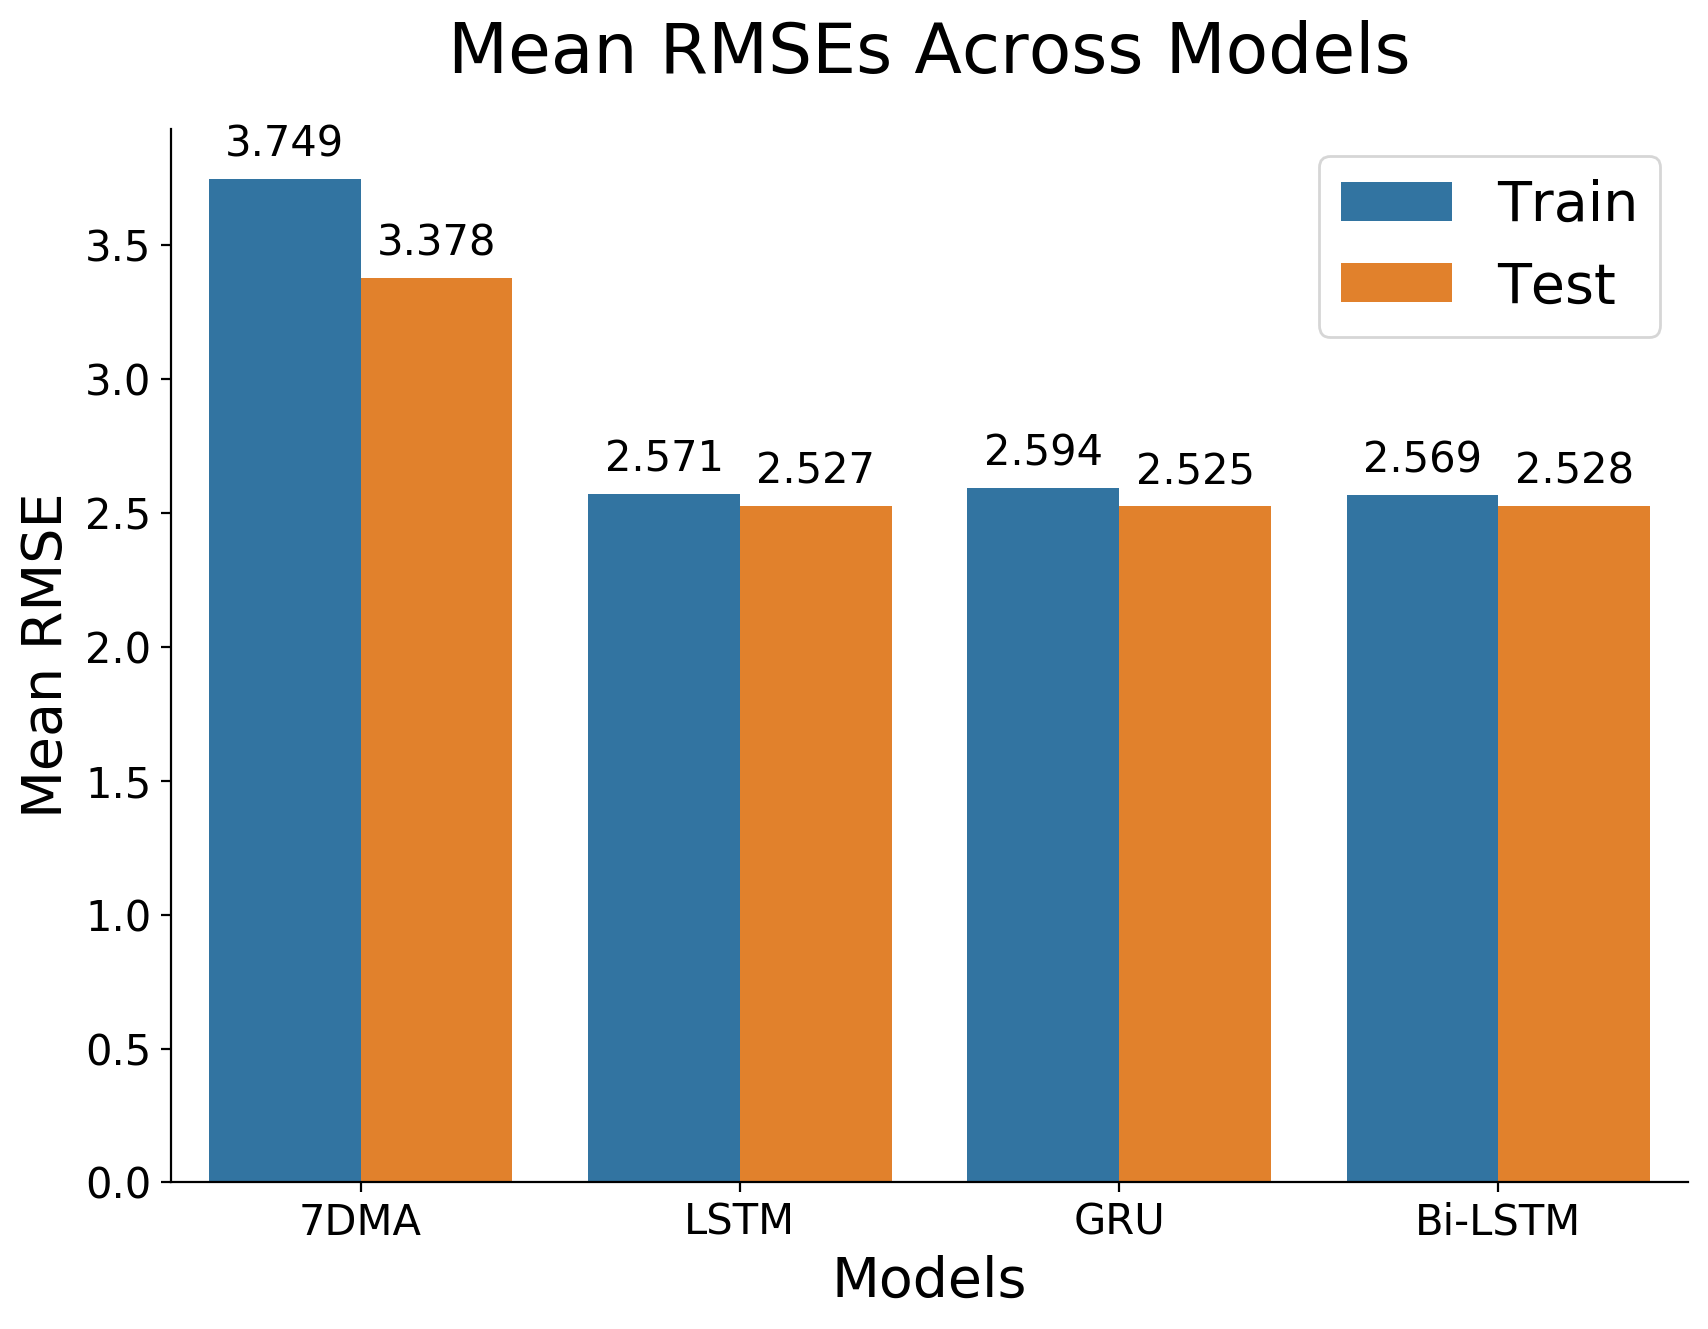 Mean RMSEs Across Models
3.749
3.378
2.571
2.527
2.594
2.525
2.569
2.528
Train
Test
3.5
3.0
2.5
2.0
1.5
1.0
0.5
0.0
Mean RMSE
7DMA
LSTM
GRU
Bi-LSTM
Models